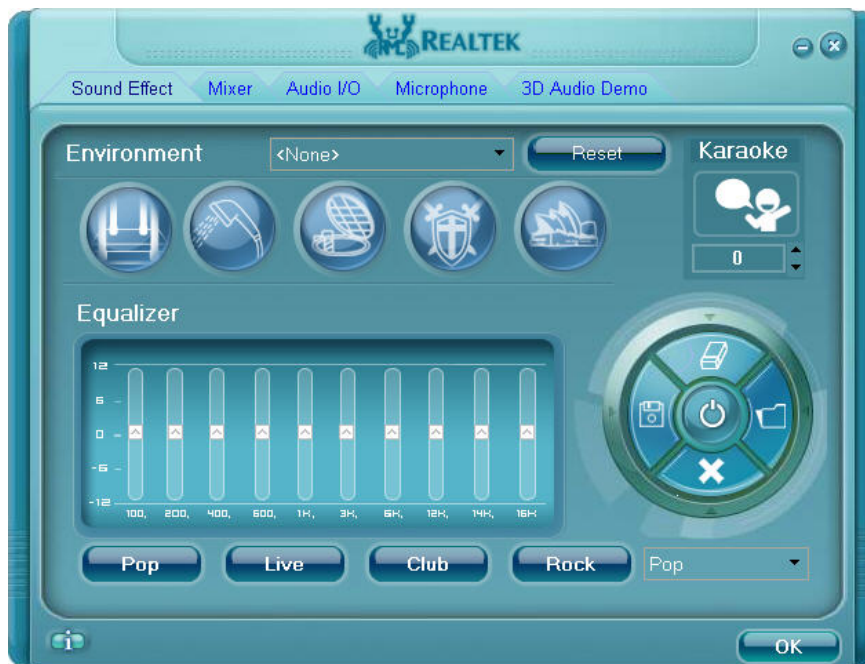 REALTEK
Sound Effect Mixer Audio I/O Microphone 3D Audio Demo
Environment <None> Reset Karaoke
0
Equalizer
12
6
0
-6
-12
100, 200, 400, 600, 1K, 3K, 6K, 12K, 14K, 16K
Pop Live Club Rock Pop
i
OK